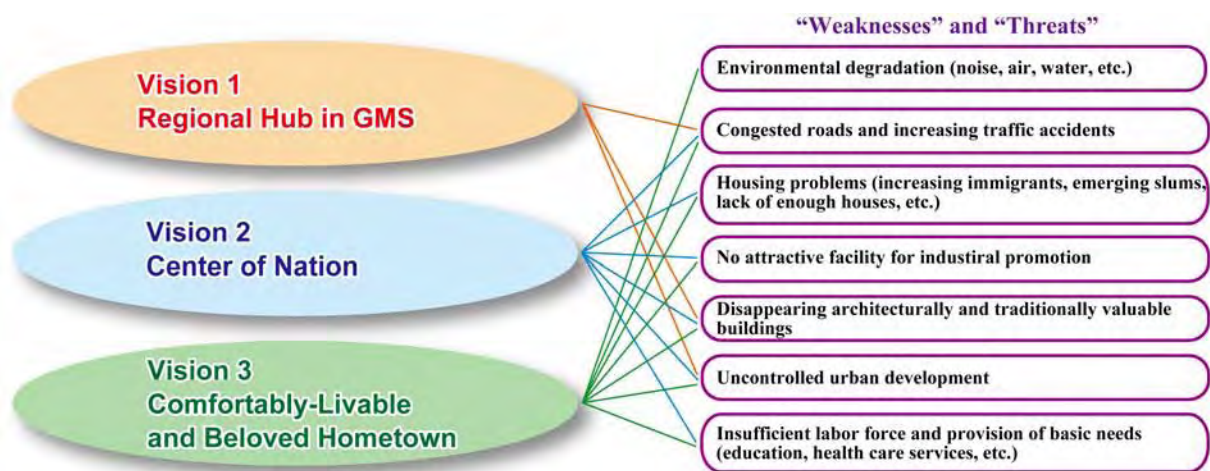 Vision 1
Regional Hub in GMS
Vision 2
Center of Nation
Vision 3
Comfortably-Livable
and Beloved Hometown
“Weaknesses” and “Threats”
Environmental degradation (noise, air, water, etc.)
Congested roads and increasing traffic accidents
Housing problems (increasing immigrants, emerging slums,
lack of enough houses, etc.)
No attractive facility for industiral promotion
Disappearing architecturally and traditionally valuable
buildings
Uncontrolled urban development
Insufficient labor force and provision of basic needs
(education, health care services, etc.)